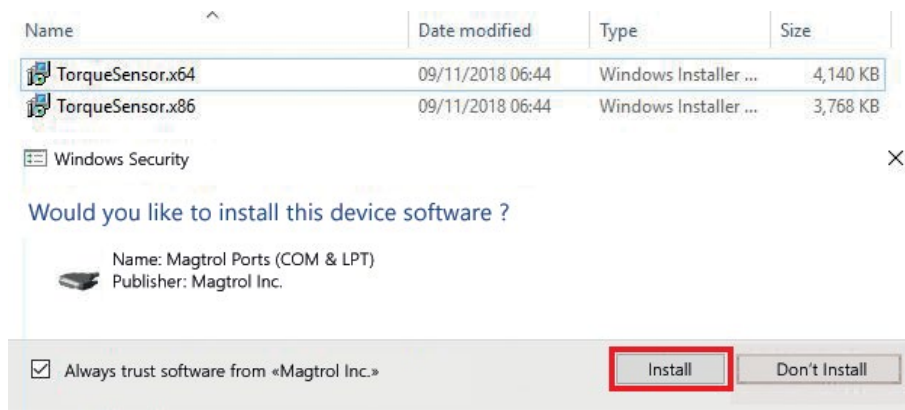 Name Date modified Type Size
TorqueSensor.x64 09/11/2018 06:44 Windows Installer ... 4,140 KB
TorqueSensor.x86 09/11/2018 06:44 Windows Installer ... 3,768 KB
Windows Security
Would you like to install this device software ?
Name: Magtrol Ports (COM & LPT)
Publisher: Magtrol Inc.
Always trust software from «Magtrol Inc.» Install Don't Install